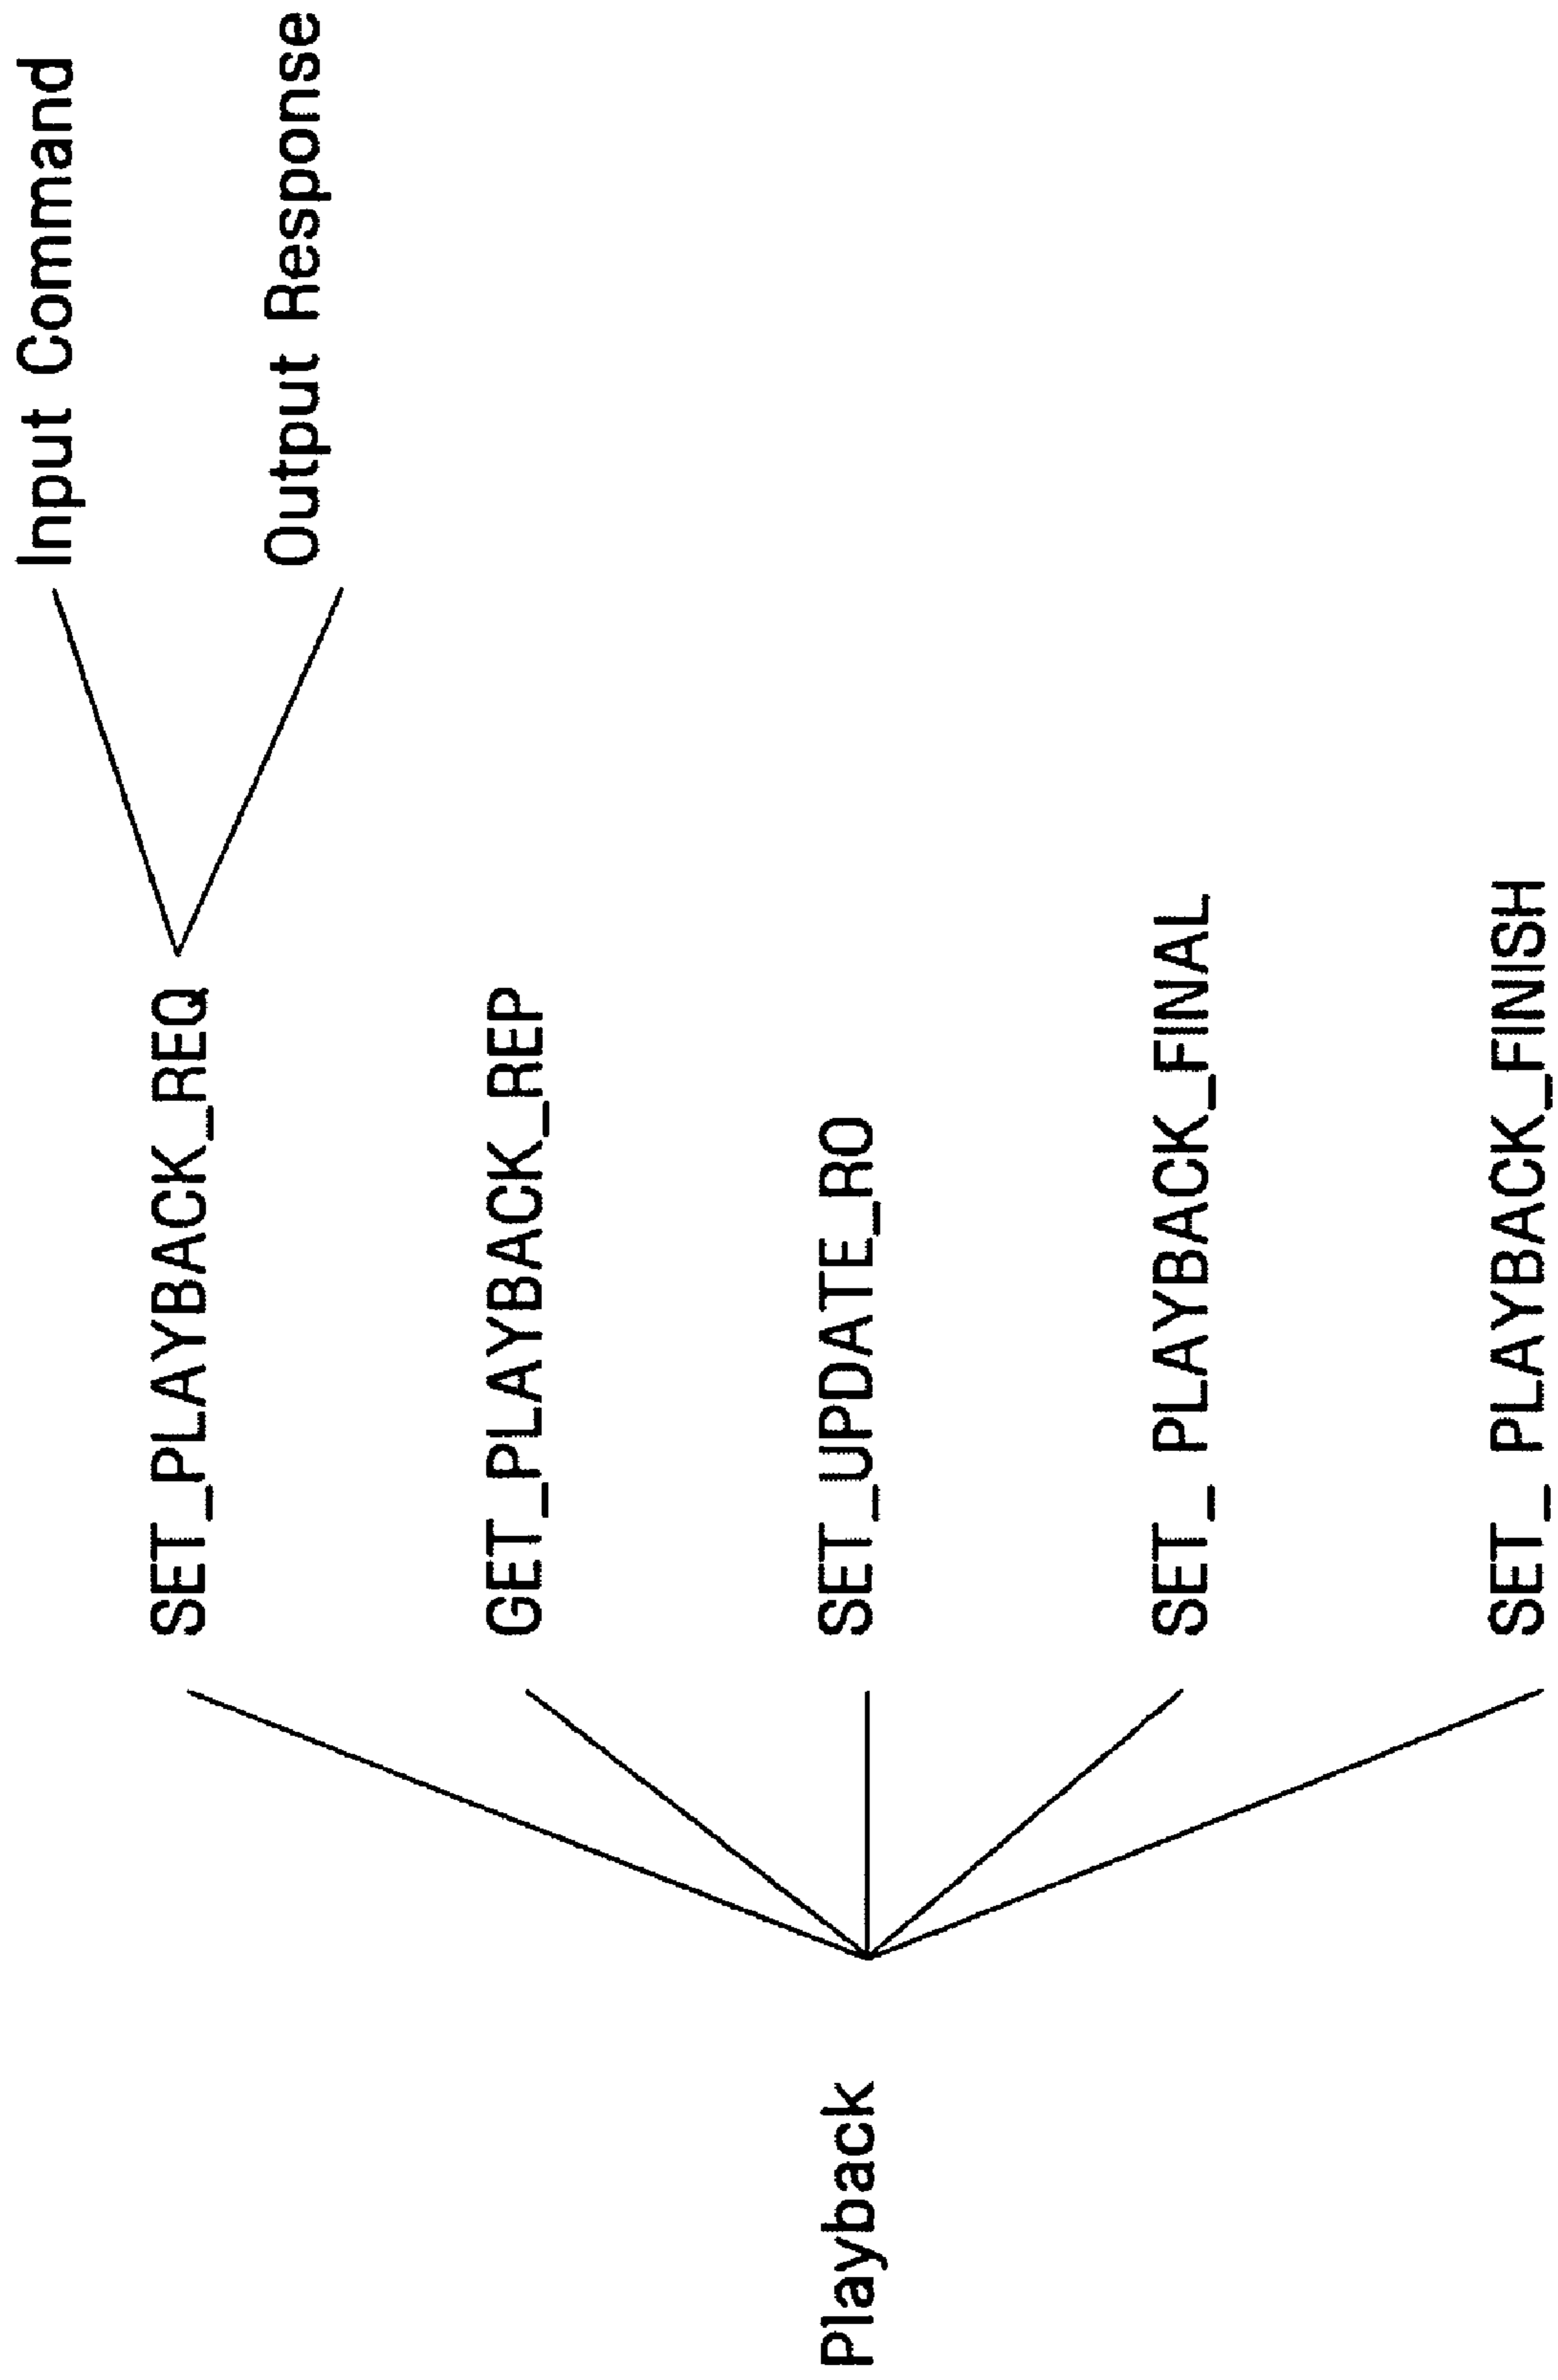 Playback
SET_PLAYBACK_REQ
Input Command
Output Response
GET_PLAYBACK_REP
SET_UPDATE_RO
SET_ PLAYBACK_FINAL
SET_ PLAYBACK_FINISH